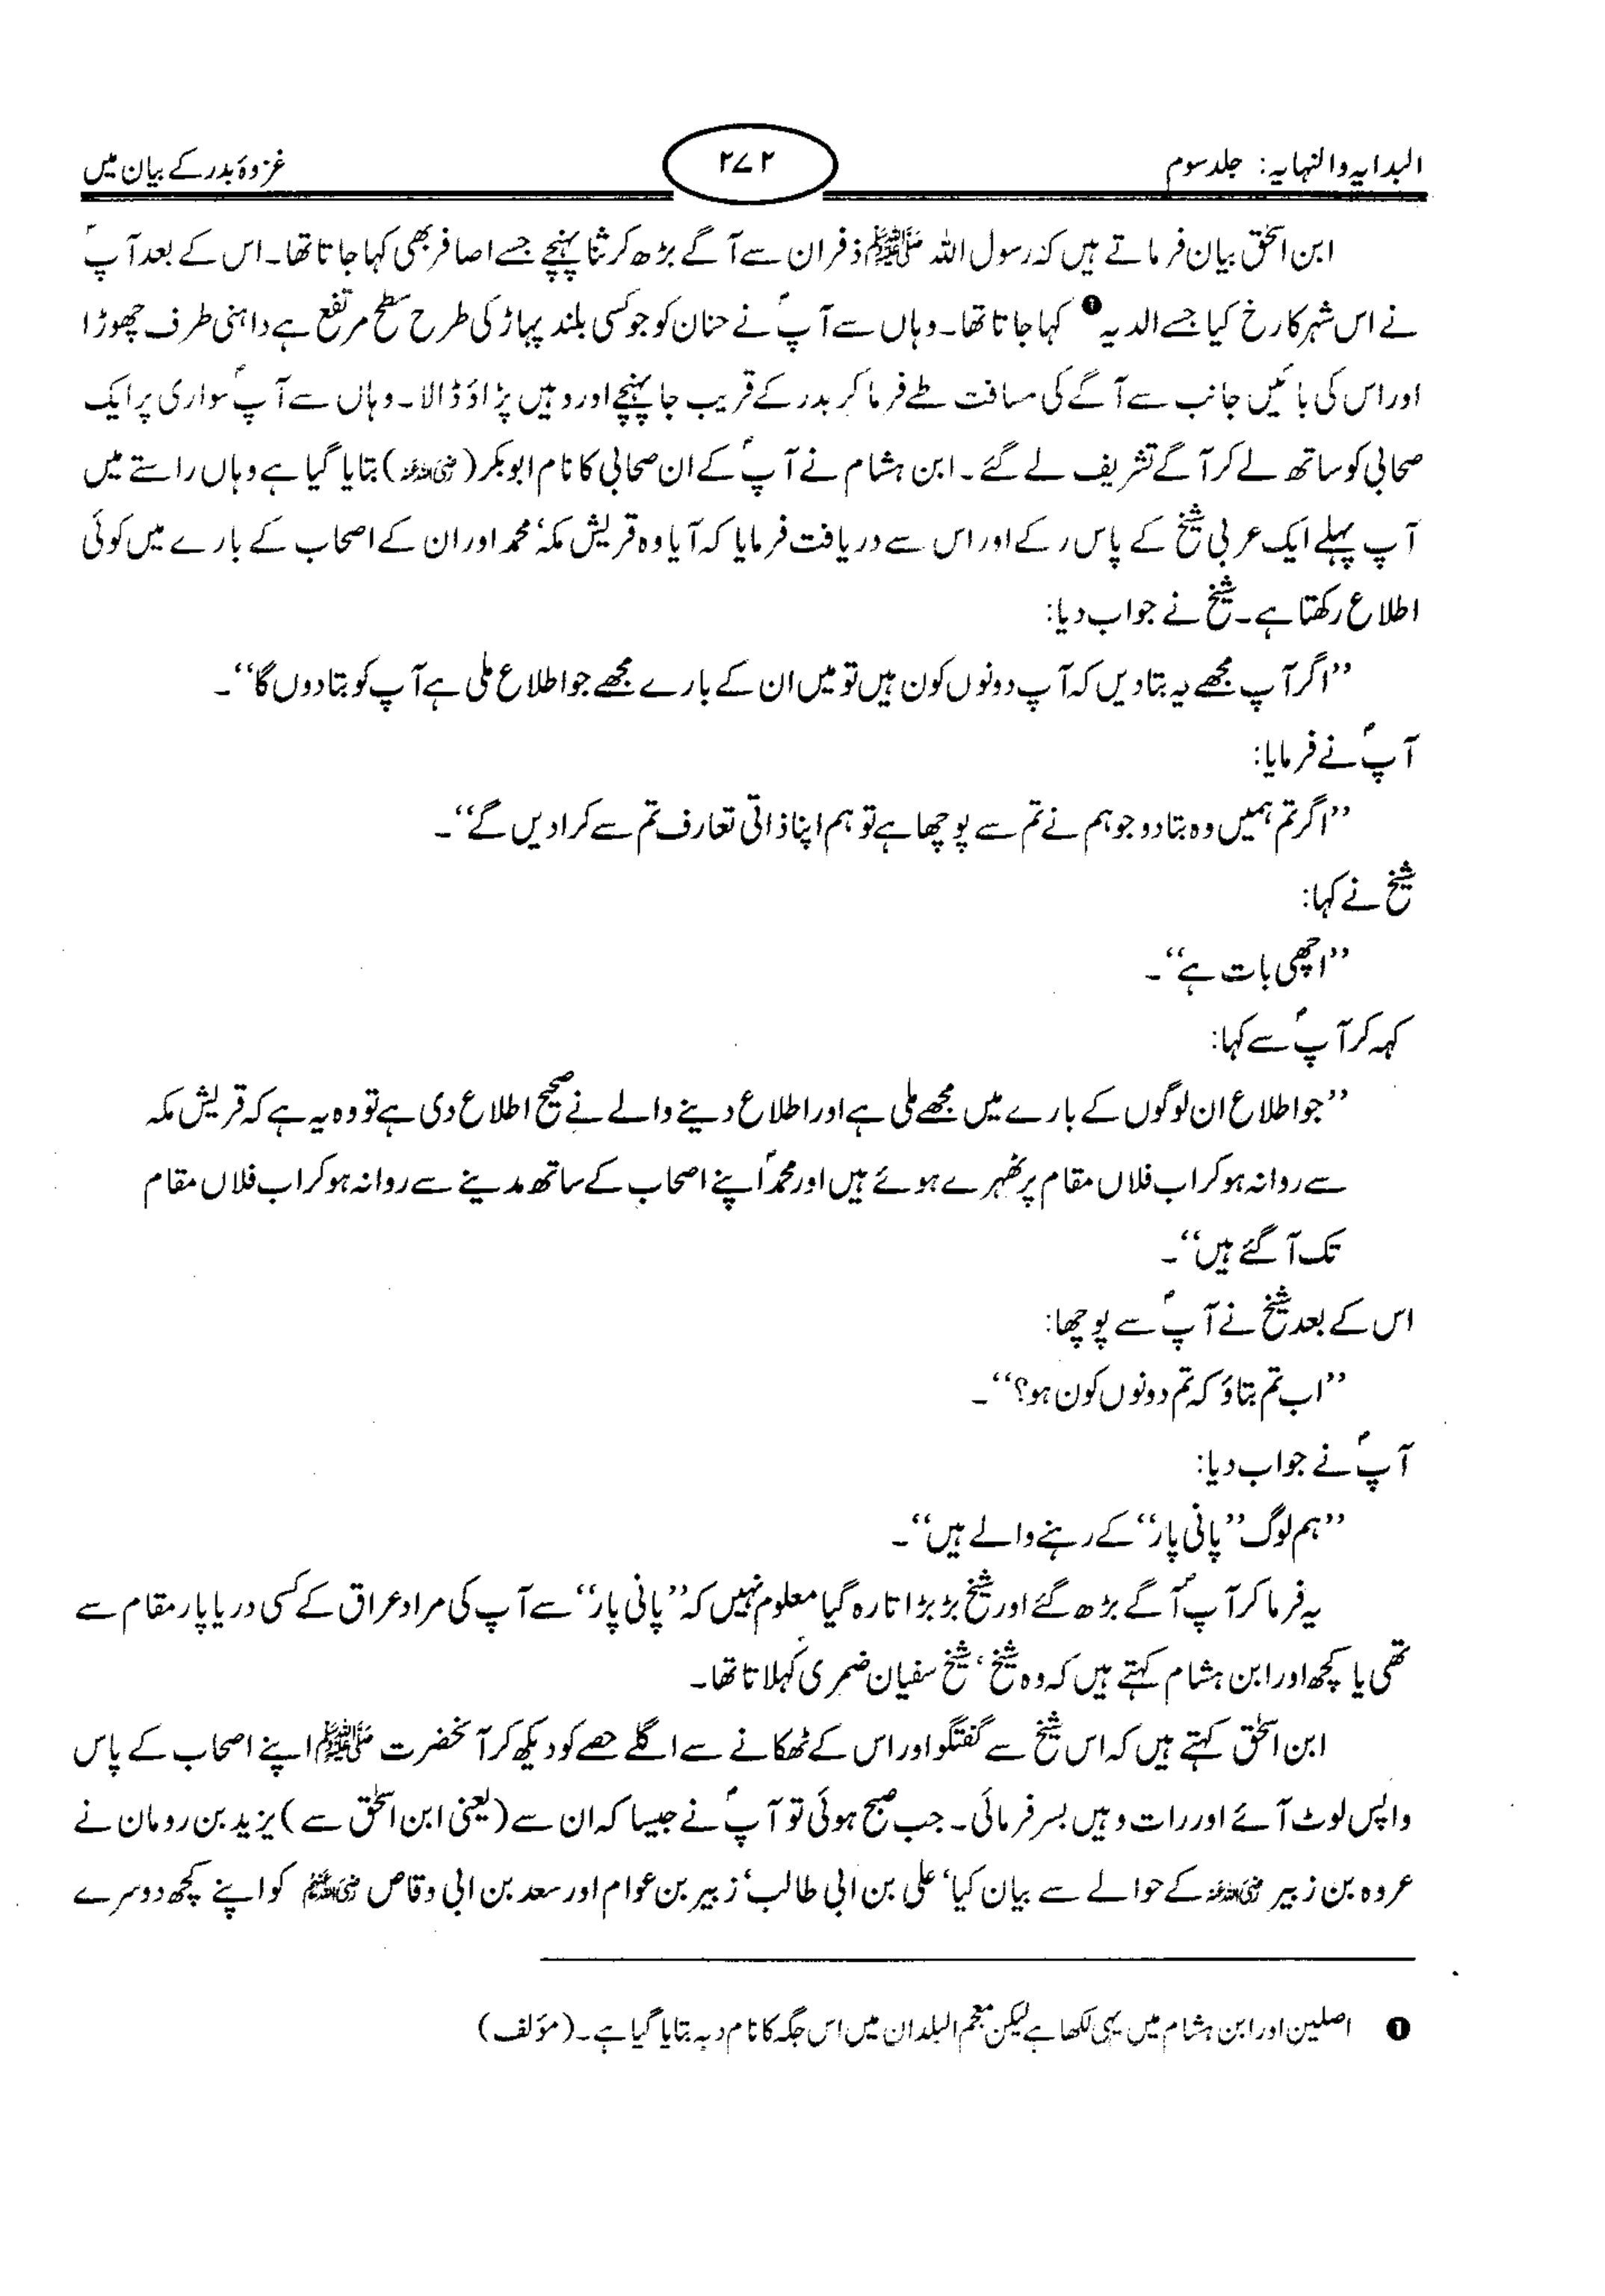 البدایہ والنہایہ: جلد سوم
۲۷۲
غزوۂ بدر کے بیان میں
ابن اسحٰق بیان فرماتے ہیں کہ رسول اللہ ﷺ ذفران سے آگے بڑھ کر ثنا پہنچے جسے اصافر بھی کہا جاتا تھا۔ اس کے بعد آپؐ
نے اس شہر کا رخ کیا جسے الدیہ ❶ کہا جاتا تھا۔ وہاں سے آپؐ نے حنان کو جو کسی بلند پہاڑ کی طرح سطح مرتفع ہے داہنی طرف چھوڑا
اور اس کی بائیں جانب سے آگے کی مسافت طے فرما کر بدر کے قریب جا پہنچے اور وہیں پڑاؤ ڈالا۔ وہاں سے آپؐ سواری پر ایک
صحابی کو ساتھ لے کر آگے تشریف لے گئے۔ ابن ہشام نے آپؐ کے ان صحابی کا نام ابوبکر (رضی اللہ عنہ) بتایا گیا ہے وہاں راستے میں
آپ پہلے ایک عربی شیخ کے پاس رکے اور اس سے دریافت فرمایا کہ آیا وہ قریش مکہ‘ محمد اور ان کے اصحاب کے بارے میں کوئی
اطلاع رکھتا ہے۔ شیخ نے جواب دیا:
’’اگر آپ مجھے یہ بتا دیں کہ آپ دونوں کون ہیں تو میں ان کے بارے مجھے جو اطلاع ملی ہے آپ کو بتا دوں گا‘‘۔
آپؐ نے فرمایا:
’’اگر تم ہمیں وہ بتا دو جو ہم نے تم سے پوچھا ہے تو ہم اپنا ذاتی تعارف تم سے کرا دیں گے‘‘۔
شیخ نے کہا:
’’اچھی بات ہے‘‘۔
کہہ کر آپؐ سے کہا:
’’جو اطلاع ان لوگوں کے بارے میں مجھے ملی ہے اور اطلاع دینے والے نے صحیح اطلاع دی ہے تو وہ یہ ہے کہ قریش مکہ
سے روانہ ہو کر اب فلاں مقام پر ٹھہرے ہوئے ہیں اور محمدؐ اپنے اصحاب کے ساتھ مدینے سے روانہ ہو کر اب فلاں مقام
تک آ گئے ہیں‘‘۔
اس کے بعد شیخ نے آپؐ سے پوچھا:
’’اب تم بتاؤ کہ تم دونوں کون ہو؟‘‘۔
آپؐ نے جواب دیا:
’’ہم لوگ ’’پانی پار‘‘ کے رہنے والے ہیں‘‘۔
یہ فرما کر آپؐ آگے بڑھ گئے اور شیخ بڑبڑاتا رہ گیا معلوم نہیں کہ ’’پانی پار‘‘ سے آپ کی مراد عراق کے کسی دریا پار مقام سے
تھی یا کچھ اور ابن ہشام کہتے ہیں کہ وہ شیخ‘ شیخ سفیان ضمری کہلاتا تھا۔
ابن اسحٰق کہتے ہیں کہ اس شیخ سے گفتگو اور اس کے ٹھکانے سے اگلے حصے کو دیکھ کر آنحضرت ﷺ اپنے اصحاب کے پاس
واپس لوٹ آئے اور رات وہیں بسر فرمائی۔ جب صبح ہوئی تو آپؐ نے جیسا کہ ان سے (یعنی ابن اسحٰق سے) یزید بن رومان نے
عروہ بن زبیر رضی اللہ عنہ کے حوالے سے بیان کیا‘ علی بن ابی طالب‘ زبیر بن عوام اور سعد بن ابی وقاص رضی اللہ عنہم کو اپنے کچھ دوسرے
❶ اصلین اور ابن ہشام میں یہی لکھا ہے لیکن معجم البلدان میں اس جگہ کا نام دبہ بتایا گیا ہے۔ (مؤلف)